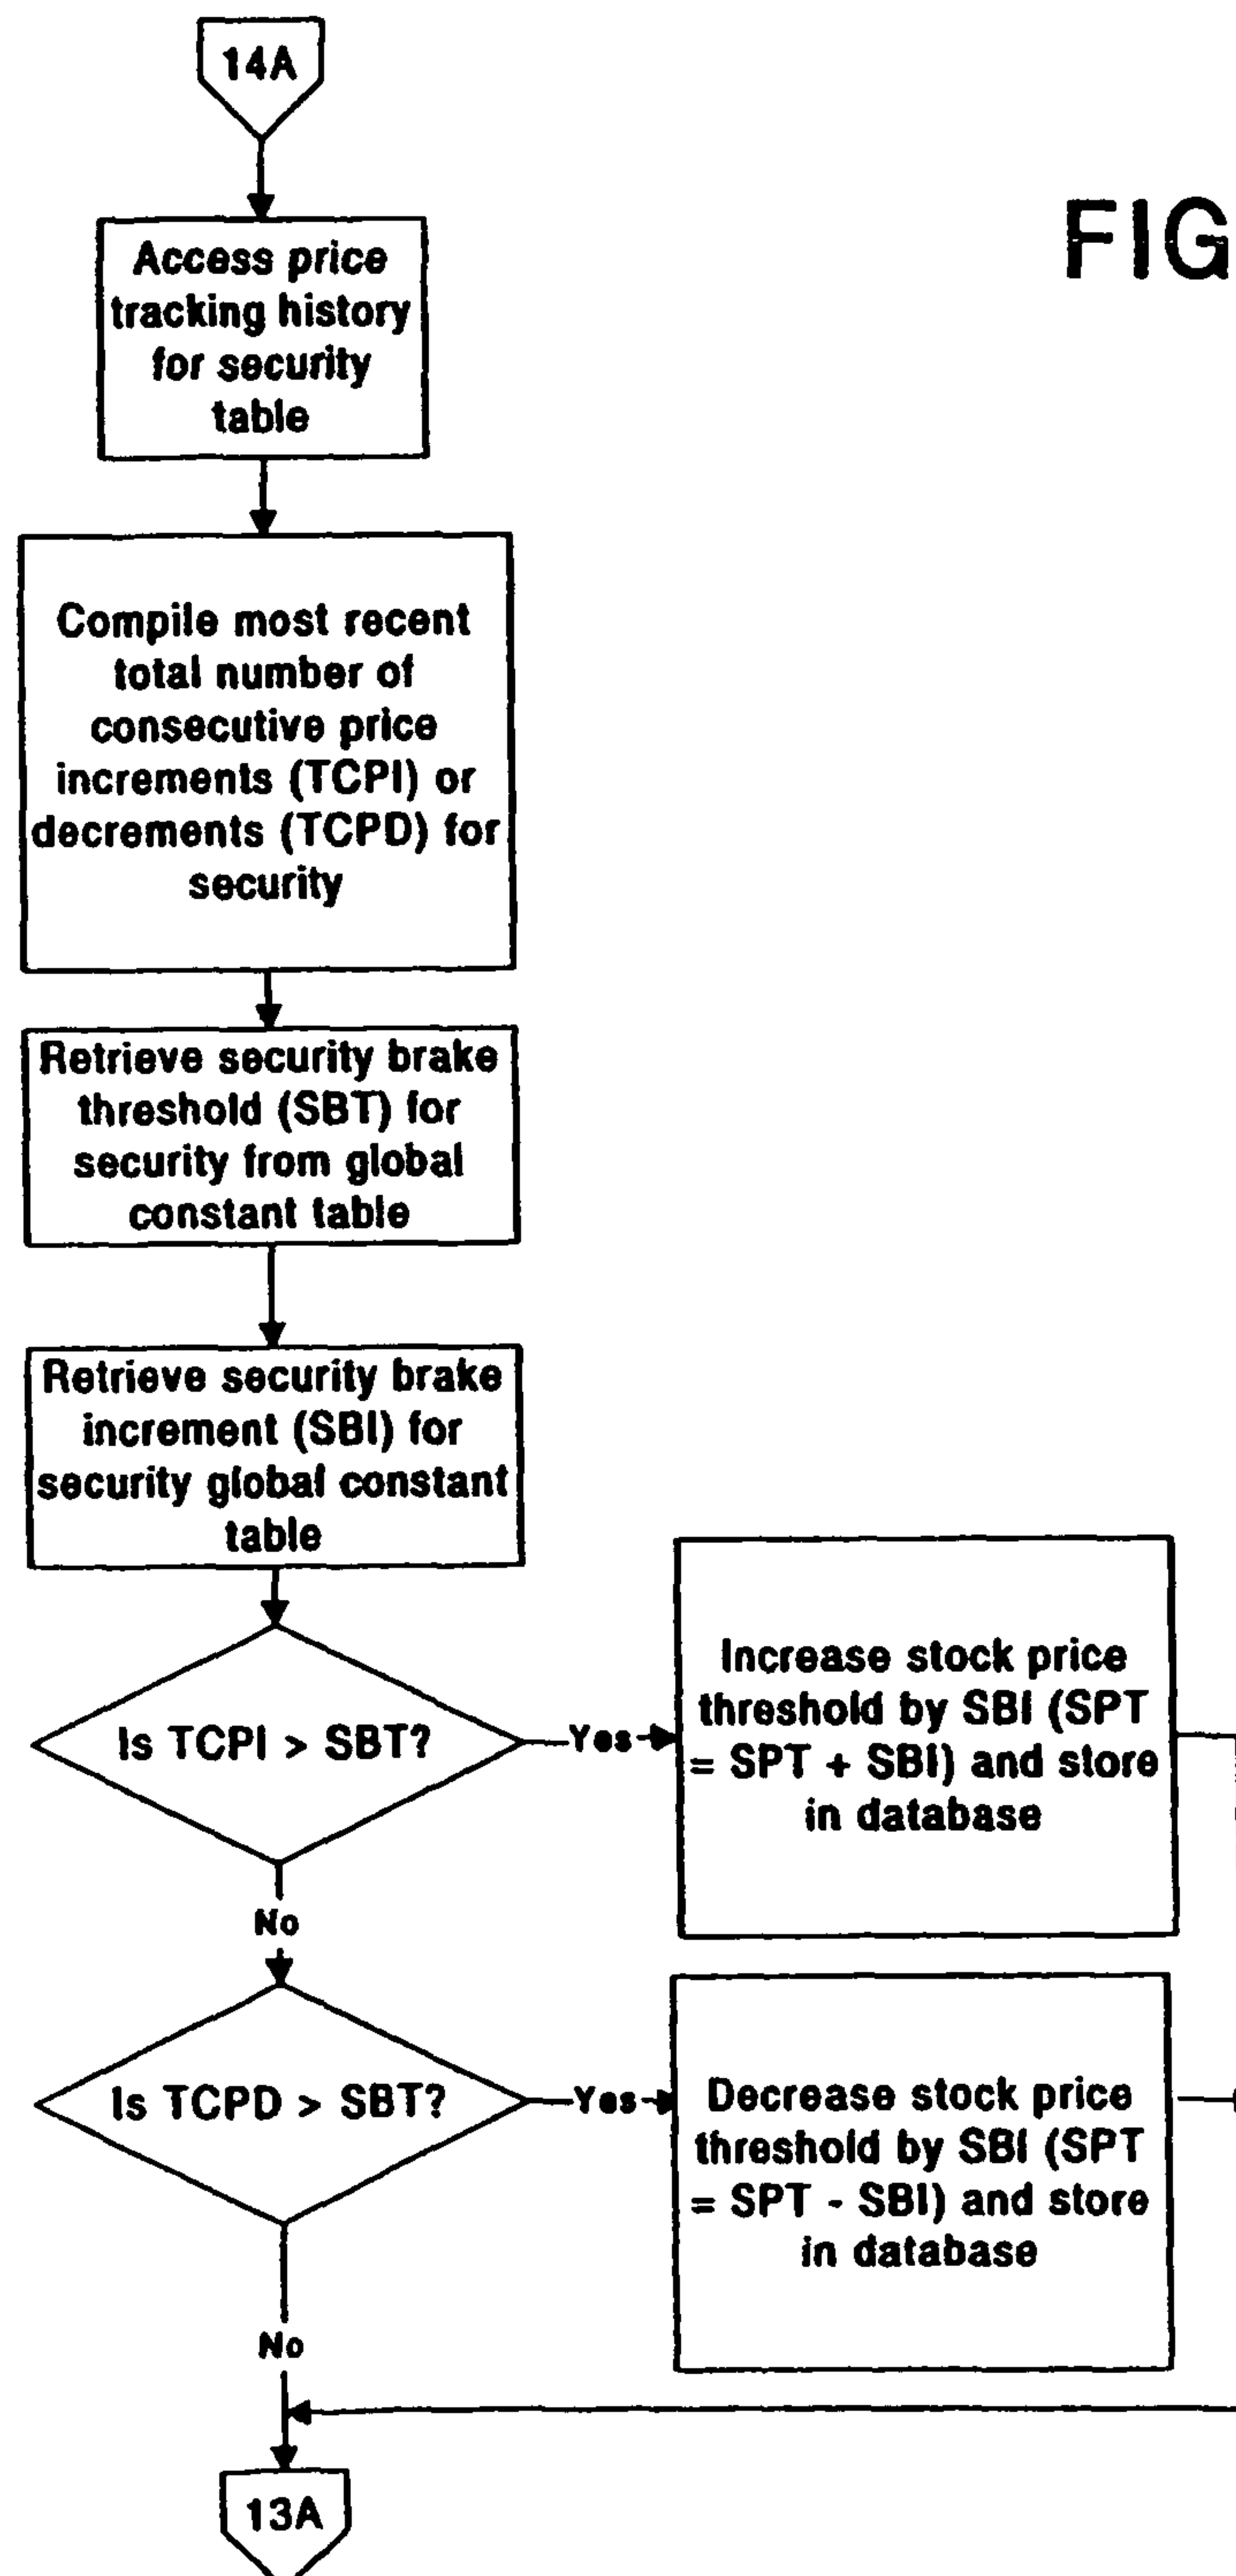 14A
FIG
Access price
tracking history
for security
table
Compile most recent
total number of
consecutive price
increments (TCPI) or
decrements (TCPD) for
security
Retrieve security brake
threshold (SBT) for
security from global
constant table
Retrieve security brake
increment (SBI) for
security global constant
table
Is TCPI > SBT?
Yes
Increase stock price
threshold by SBI (SPT
= SPT + SBI) and store
in database
No
Is TCPD > SBT?
Yes
Decrease stock price
threshold by SBI (SPT
= SPT - SBI) and store
in database
No
13A